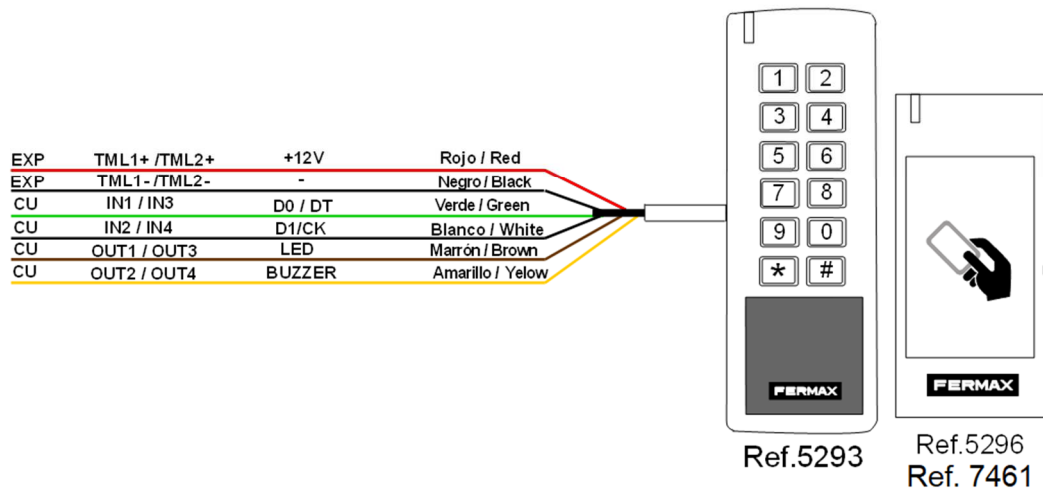 EXP TML1+ /TML2+ +12V Rojo / Red
EXP TML1- /TML2- - Negro / Black
CU IN1 / IN3 D0 / DT Verde / Green
CU IN2 / IN4 D1/CK Blanco / White
CU OUT1 / OUT3 LED Marrón / Brown
CU OUT2 / OUT4 BUZZER Amarillo / Yelow
1 2
3 4
5 6
7 8
9 0
* #
FERMAX
Ref.5293
FERMAX
Ref.5296
Ref. 7461